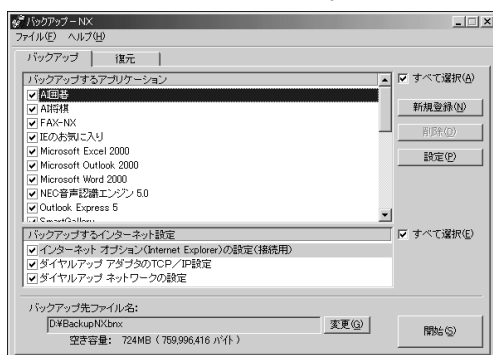 バックアップ-NX
ファイル(F) ヘルプ(H)
バックアップ 復元
バックアップするアプリケーション
すべて選択(A)
AI囲碁
AI将棋
FAX-NX
IEのお気に入り
Microsoft Excel 2000
Microsoft Outlook 2000
Microsoft Word 2000
NEC音声認識エンジン 5.0
Outlook Express 5
SmartGallery
新規登録(N)
削除(D)
設定(P)
バックアップするインターネット設定
すべて選択(E)
インターネット オプション(Internet Explorer)の設定(接続用)
ダイヤルアップ アダプタのTCP/IP設定
ダイヤルアップ ネットワークの設定
バックアップ先ファイル名:
D:¥BackupNX.bnx
変更(G)
空き容量: 724MB ( 759,996,416 バイト )
開始(S)